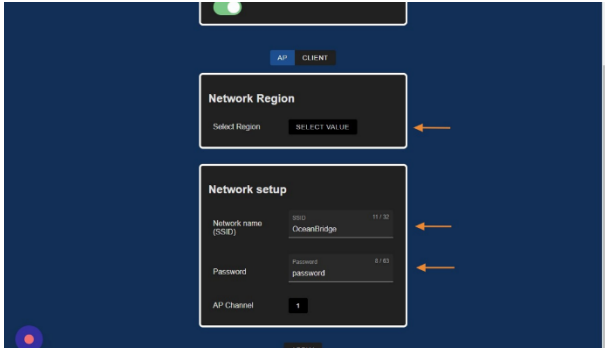 AP CLIENT
Network Region
Select Region SELECT VALUE
Network setup
SSID 11 / 32
Network name
(SSID)
OceanBridge
Password 8 / 63
Password password
AP Channel 1